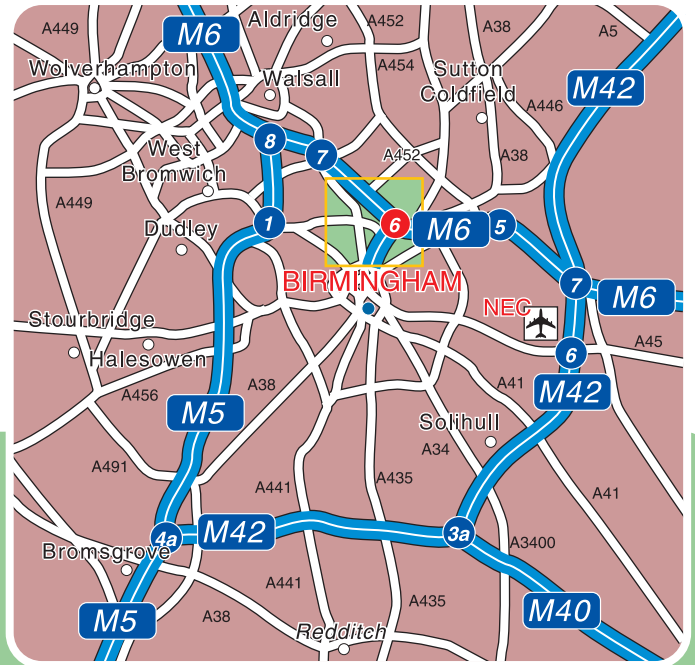 A449
M6
Aldridge
A452
A38
A5
Wolverhampton
A454
Walsall
Sutton
Coldfield
M42
A446
8
7
West
Bromwich
A452
A38
A449
1
Dudley
6
M6
5
BIRMINGHAM
7
M6
NEC
Stourbridge
Halesowen
6
A45
A456
A38
A41
M42
M5
Solihull
A34
A491
A441
A435
A41
4a
M42
3a
A3400
Bromsgrove
A441
A435
M40
M5
A38
Redditch